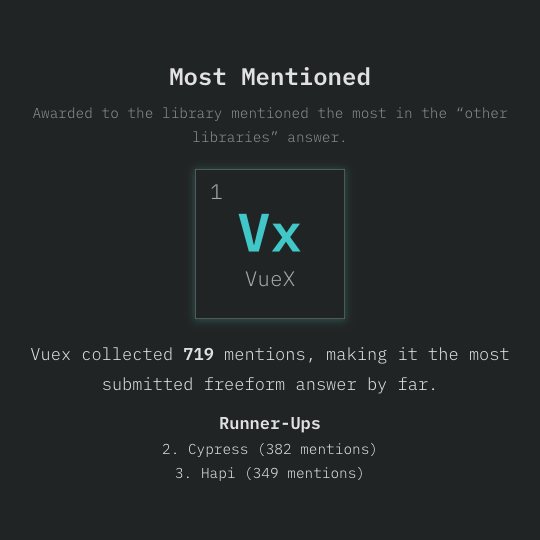 Most Mentioned
Awarded to the library mentioned the most in the “other
libraries” answer.
1
Vx
VueX
Vuex collected 719 mentions, making it the most
submitted freeform answer by far.
Runner-Ups
2. Cypress (382 mentions)
3. Hapi (349 mentions)